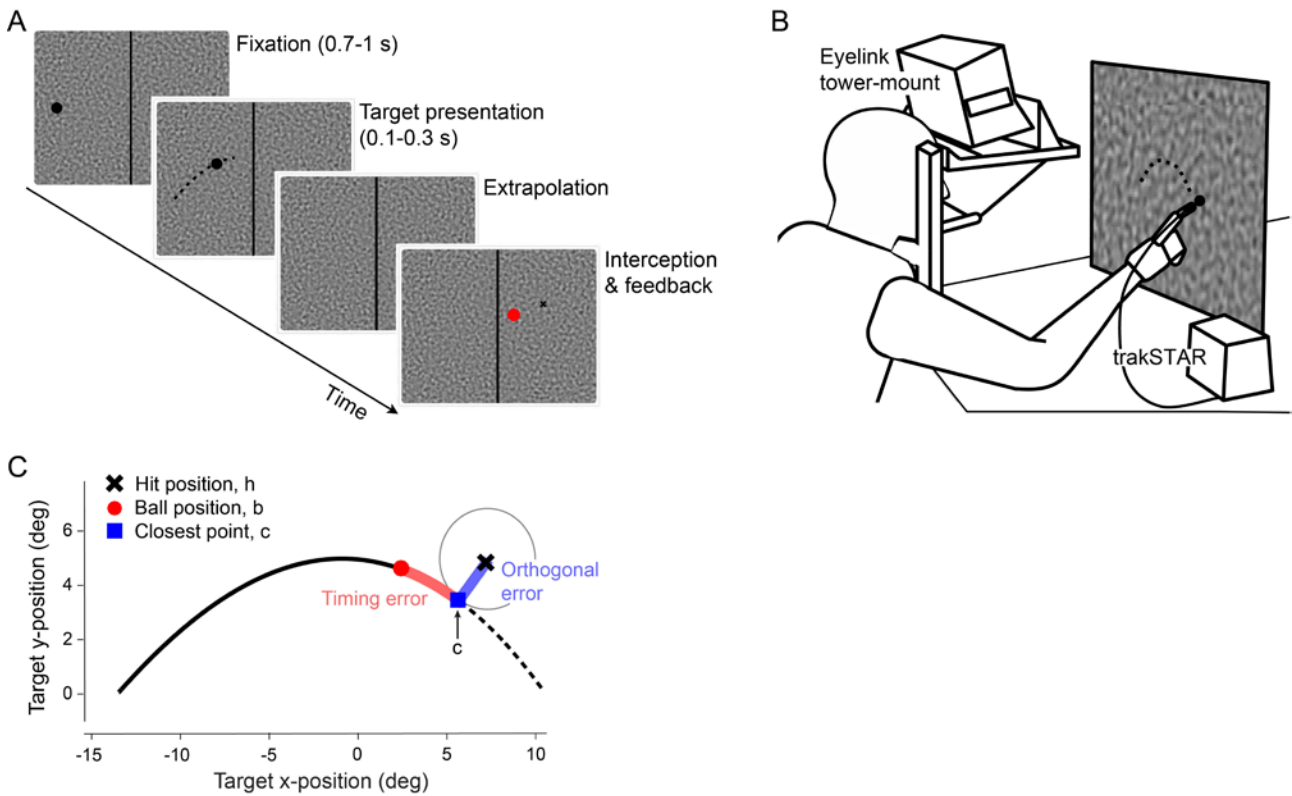 A
Fixation (0.7-1 s)
Target presentation
(0.1-0.3 s)
Extrapolation
Interception
& feedback
Time
B
Eyelink
tower-mount
trakSTAR
C
Hit position, h
Ball position, b
Closest point, c
Orthogonal
error
Timing error
c
Target y-position (deg)
6
4
2
0
-15 -10 -5 0 5 10
Target x-position (deg)